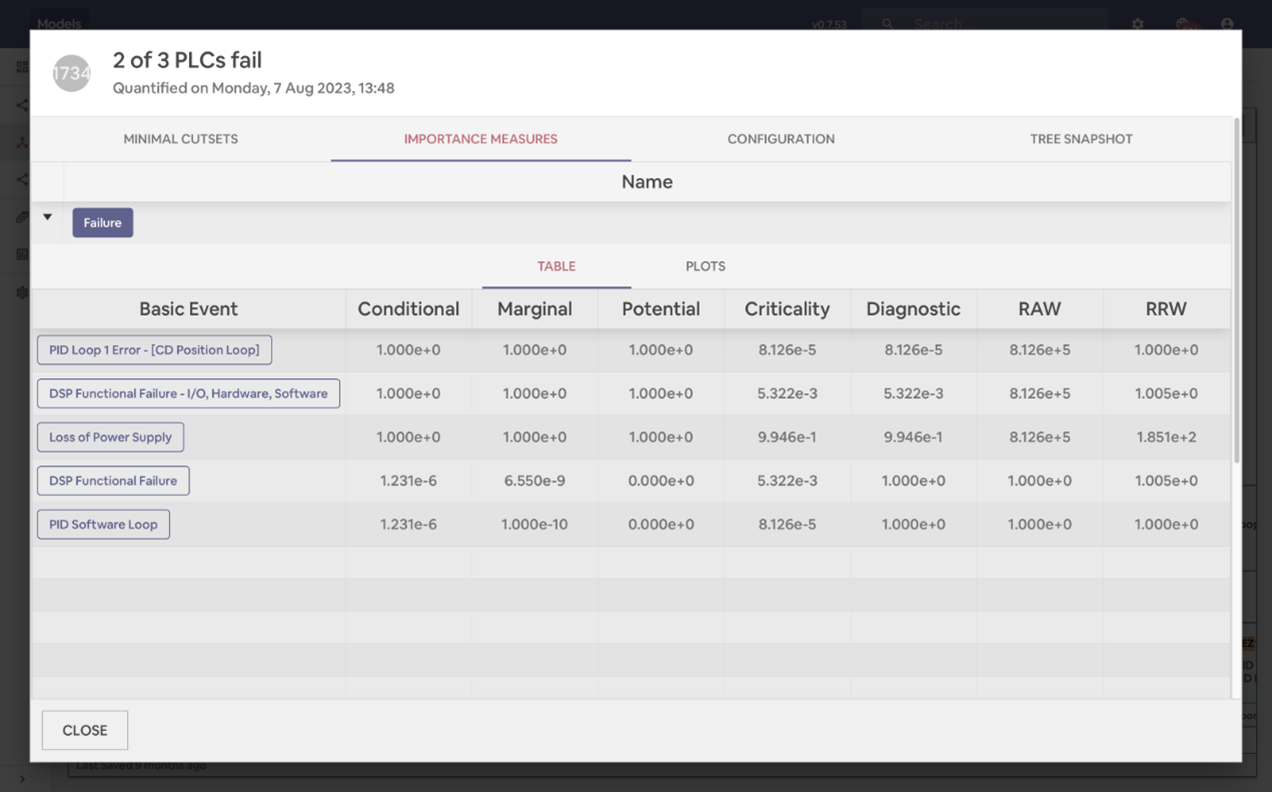 Models v0.7.53 Search...
1734
2 of 3 PLCs fail
Quantified on Monday, 7 Aug 2023, 13:48
MINIMAL CUTSETS IMPORTANCE MEASURES CONFIGURATION TREE SNAPSHOT
Name
Failure
TABLE PLOTS
Basic Event Conditional Marginal Potential Criticality Diagnostic RAW RRW
PID Loop 1 Error - [CD Position Loop] 1.000e+0 1.000e+0 1.000e+0 8.126e-5 8.126e-5 8.126e+5 1.000e+0
DSP Functional Failure - I/O, Hardware, Software 1.000e+0 1.000e+0 1.000e+0 5.322e-3 5.322e-3 8.126e+5 1.005e+0
Loss of Power Supply 1.000e+0 1.000e+0 1.000e+0 9.946e-1 9.946e-1 8.126e+5 1.851e+2
DSP Functional Failure 1.231e-6 6.550e-9 0.000e+0 5.322e-3 1.000e+0 1.000e+0 1.005e+0
PID Software Loop 1.231e-6 1.000e-10 0.000e+0 8.126e-5 1.000e+0 1.000e+0 1.000e+0
CLOSE
Last Saved 9 months ago